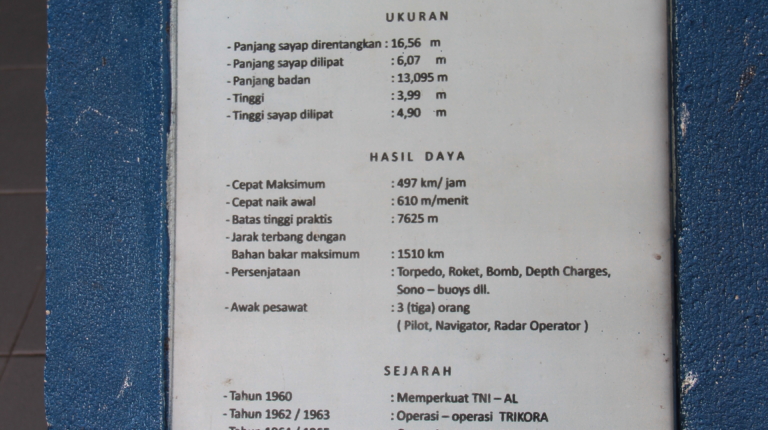 UKURAN
- Panjang sayap direntangkan : 16,56 m
- Panjang sayap dilipat : 6,07 m
- Panjang badan : 13,095 m
- Tinggi : 3,99 m
- Tinggi sayap dilipat : 4,90 m
HASIL DAYA
- Cepat Maksimum : 497 km/ jam
- Cepat naik awal : 610 m/menit
- Batas tinggi praktis : 7625 m
- Jarak terbang dengan
Bahan bakar maksimum : 1510 km
- Persenjataan : Torpedo, Roket, Bomb, Depth Charges,
Sono – buoys dll.
- Awak pesawat : 3 (tiga) orang
( Pilot, Navigator, Radar Operator )
SEJARAH
- Tahun 1960 : Memperkuat TNI – AL
- Tahun 1962 / 1963 : Operasi – operasi TRIKORA